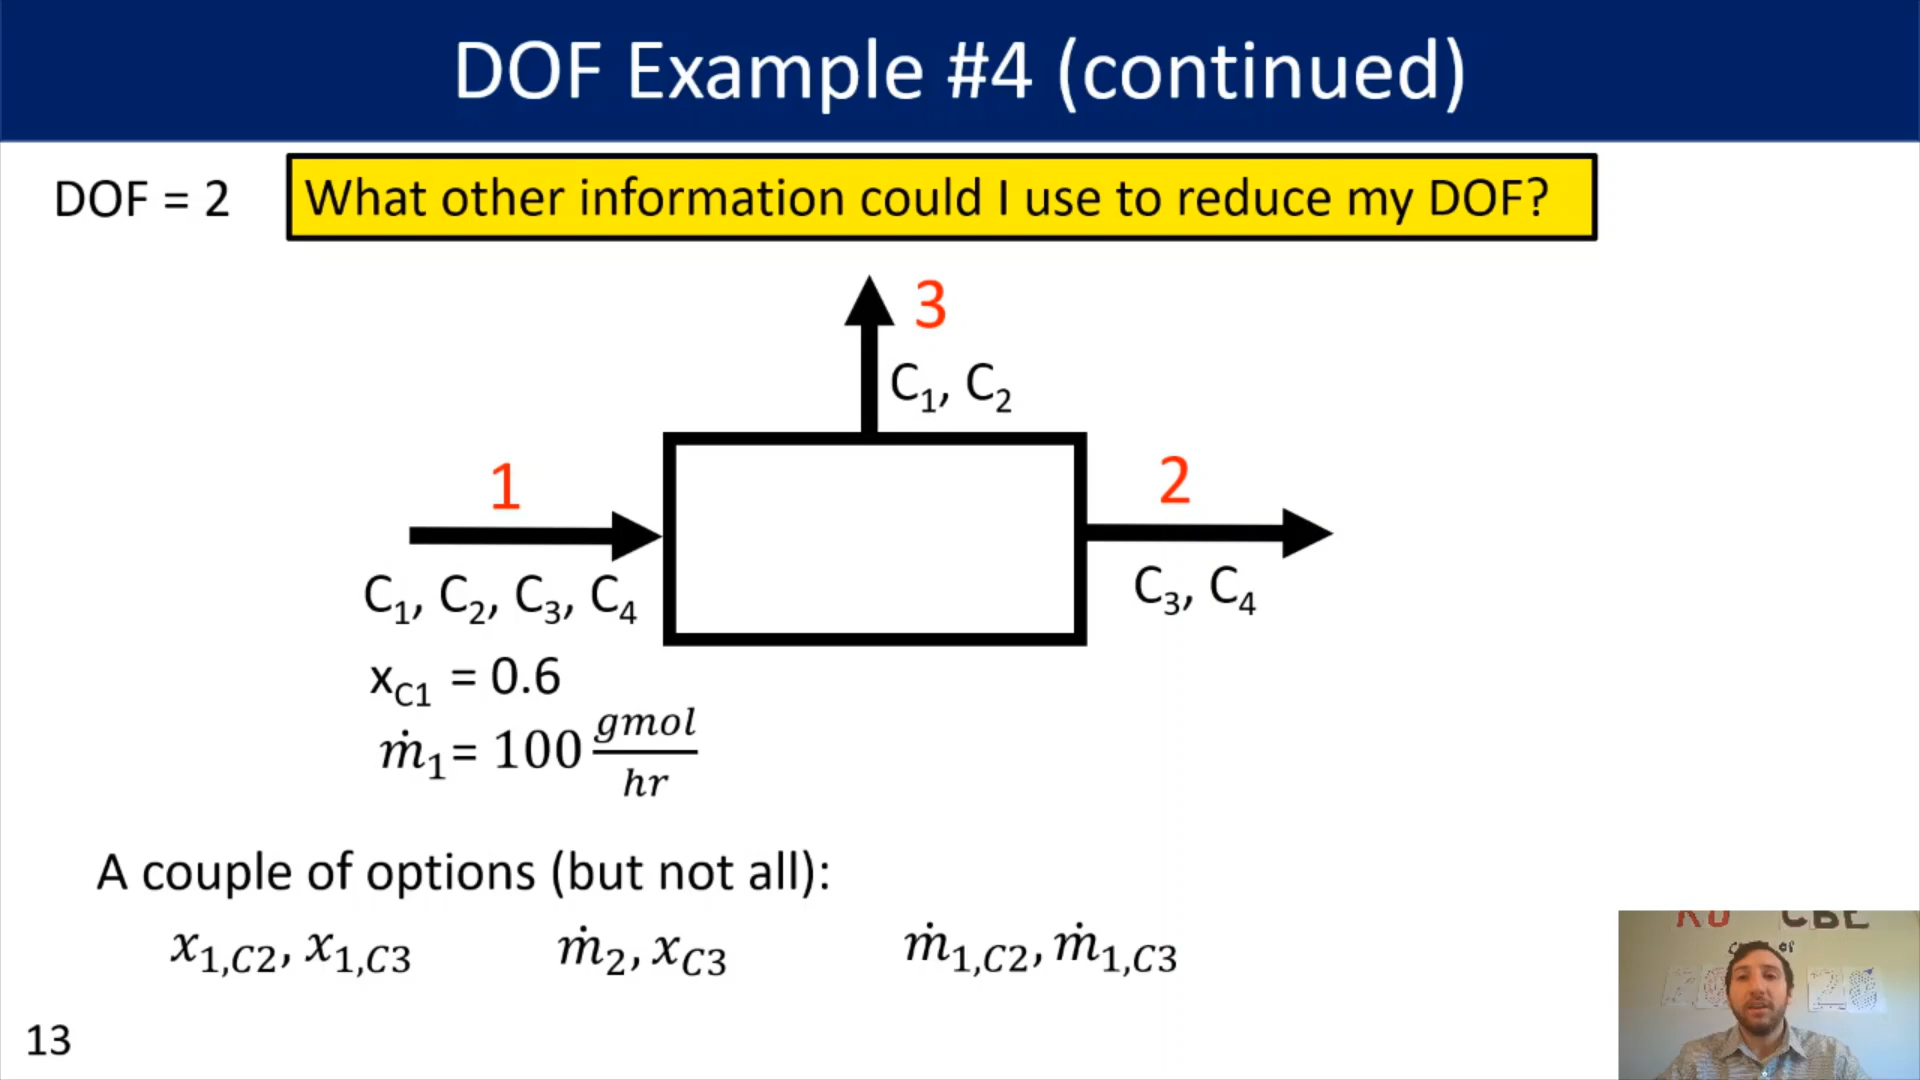 DOF Example #4 (continued)
DOF = 2
What other information could I use to reduce my DOF?
3
C₁, C₂
1
2
C₁, C₂, C₃, C₄
C₃, C₄
x_C1 = 0.6
ṁ₁ = 100 gmol/hr
A couple of options (but not all):
x_1,C2, x_1,C3
ṁ₂, x_C3
ṁ_1,C2, ṁ_1,C3
CBE
OF
13